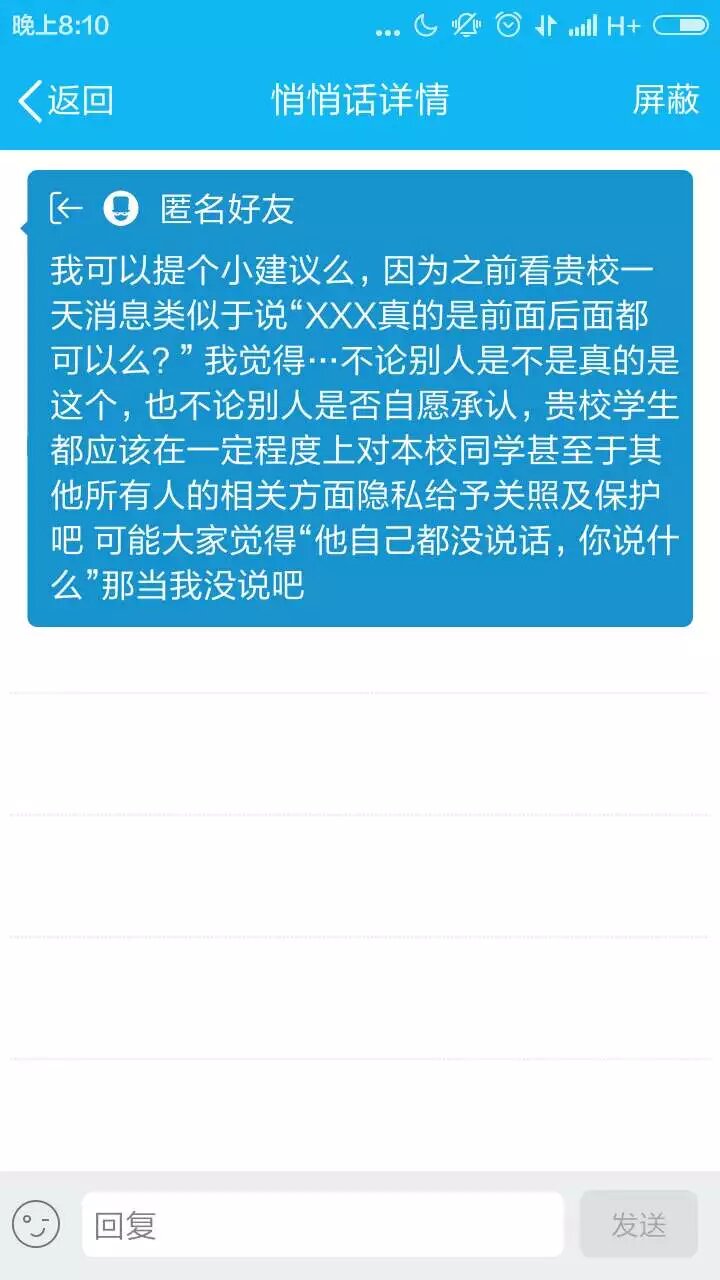 晚上8:10
... H+
返回 悄悄话详情 屏蔽
匿名好友
我可以提个小建议么，因为之前看贵校一
天消息类似于说“XXX真的是前面后面都
可以么？” 我觉得…不论别人是不是真的是
这个，也不论别人是否自愿承认，贵校学生
都应该在一定程度上对本校同学甚至于其
他所有人的相关方面隐私给予关照及保护
吧 可能大家觉得“他自己都没说话，你说什
么”那当我没说吧
回复 发送